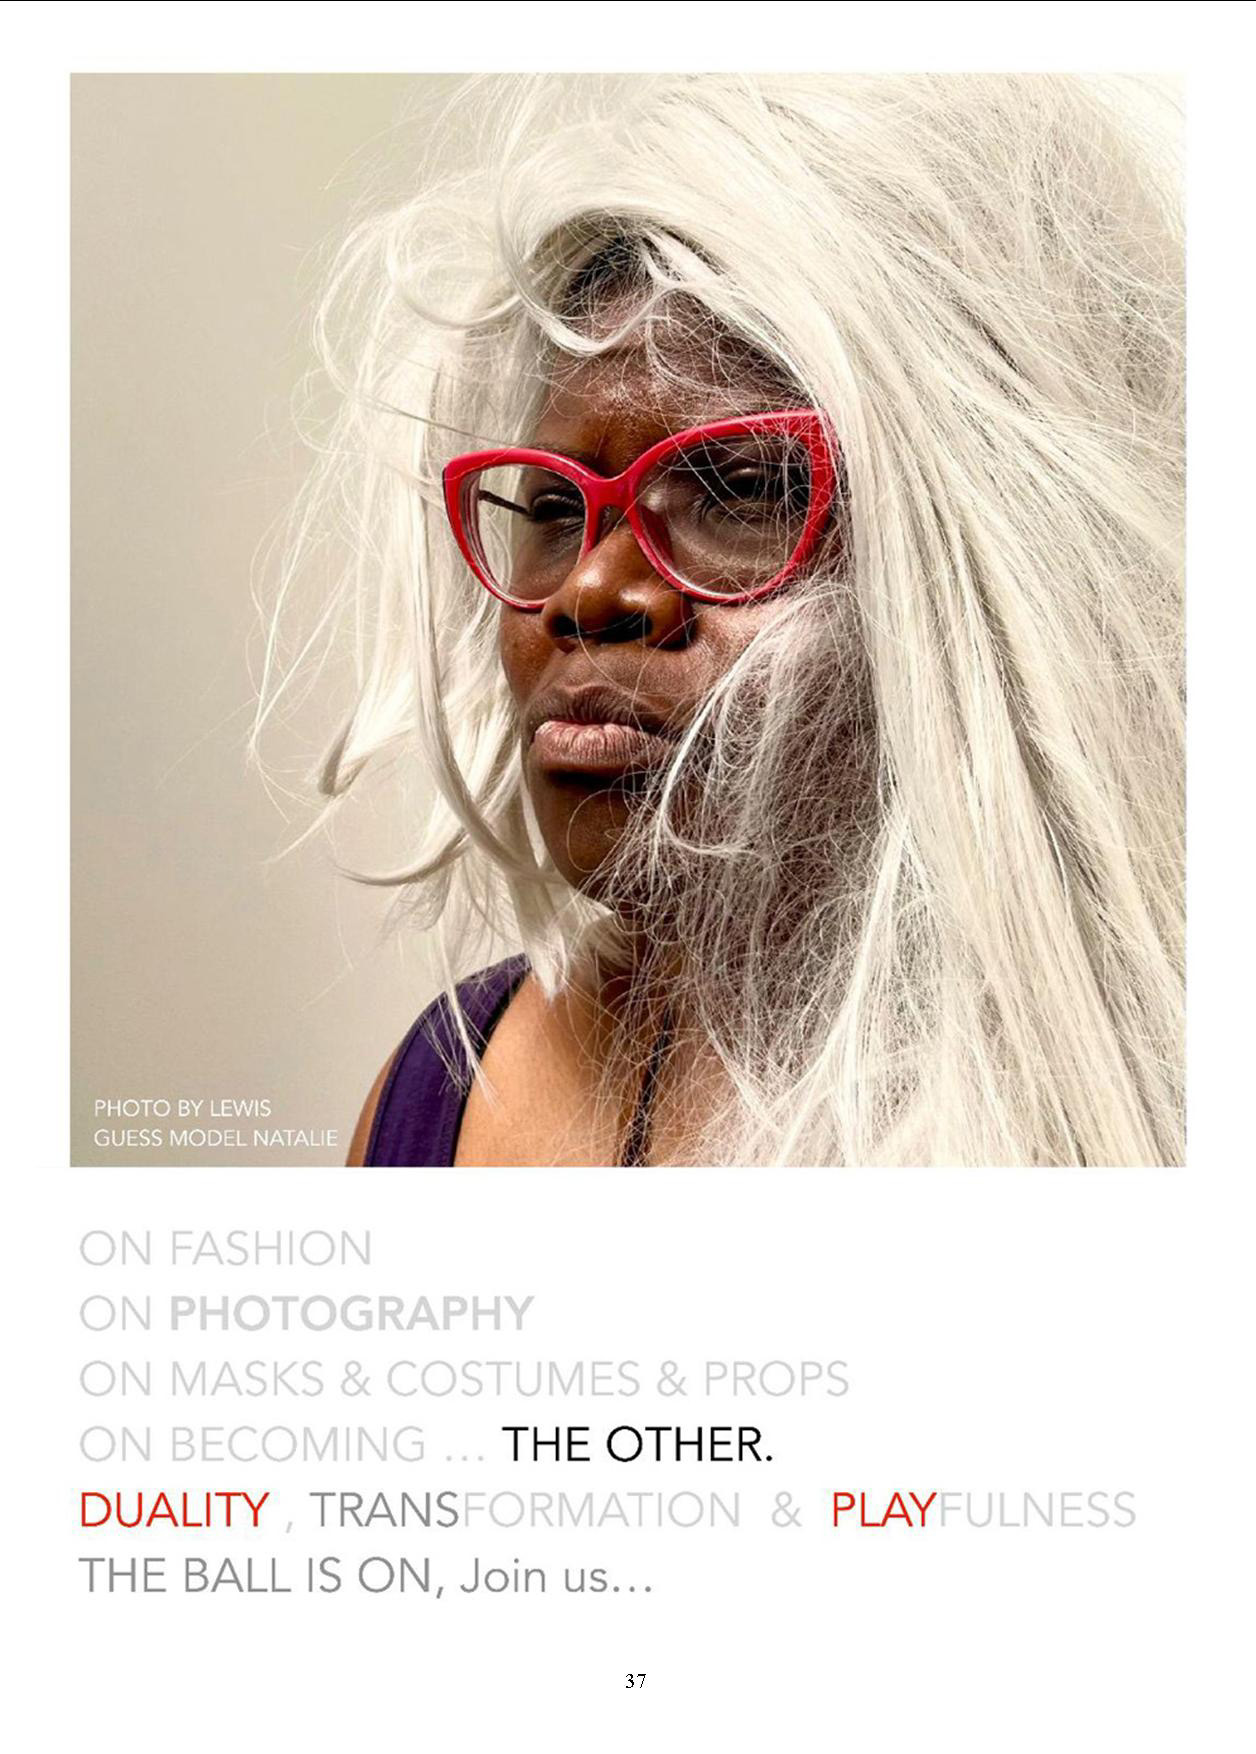 PHOTO BY LEWIS
GUESS MODEL NATALIE
ON FASHION
ON PHOTOGRAPHY
ON MASKS & COSTUMES & PROPS
ON BECOMING ... THE OTHER.
DUALITY , TRANSFORMATION & PLAYFULNESS
THE BALL IS ON, Join us...
37